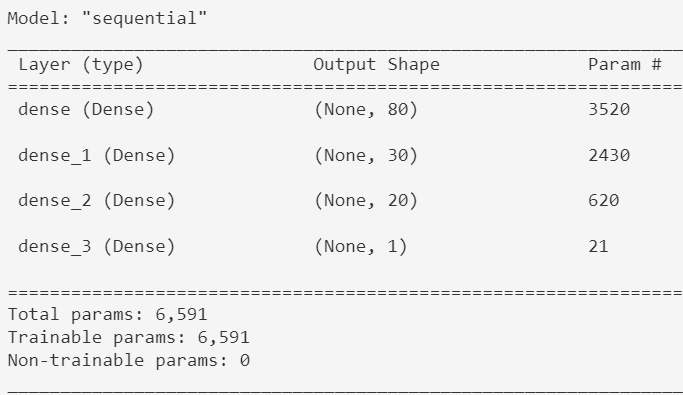 Model: "sequential"
_________________________________________________________________
Layer (type) Output Shape Param #
=================================================================
dense (Dense) (None, 80) 3520
dense_1 (Dense) (None, 30) 2430
dense_2 (Dense) (None, 20) 620
dense_3 (Dense) (None, 1) 21
=================================================================
Total params: 6,591
Trainable params: 6,591
Non-trainable params: 0
_________________________________________________________________